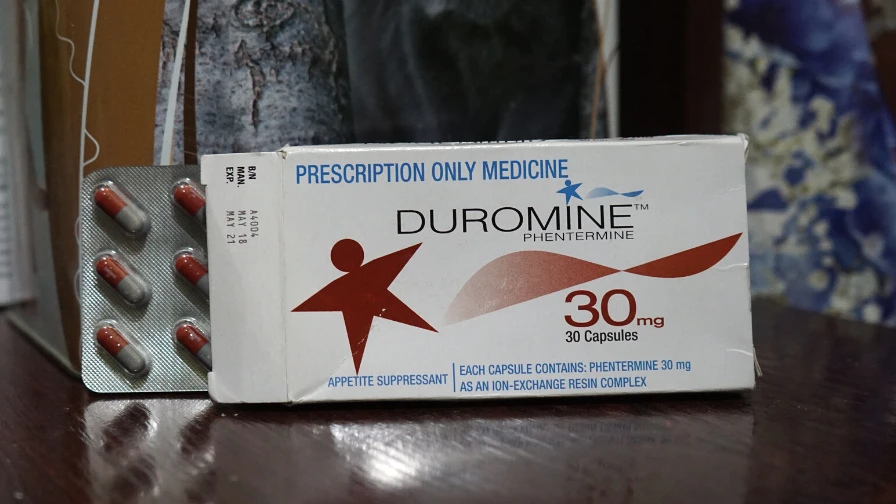 PRESCRIPTION ONLY MEDICINE
DUROMINE™
PHENTERMINE
30mg
30 Capsules
APPETITE SUPPRESSANT
EACH CAPSULE CONTAINS: PHENTERMINE 30 mg
AS AN ION-EXCHANGE RESIN COMPLEX
B/N A4004
MAN. MAY 18
EXP. MAY 21